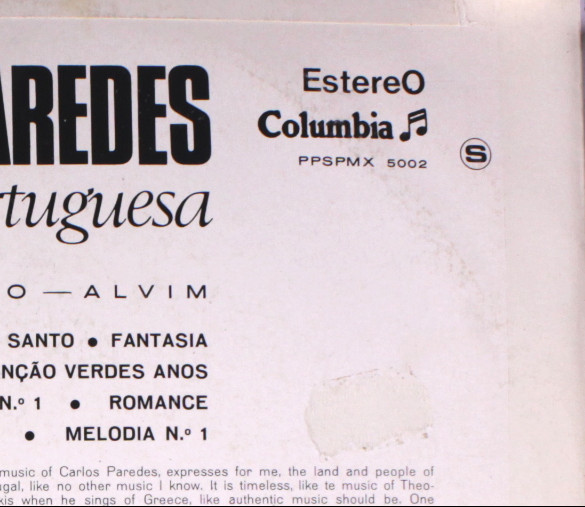 EstereO
Columbia
PPSPMX 5002
S
AREDES
tuguesa
O — ALVIM
SANTO ● FANTASIA
NÇÃO VERDES ANOS
N.º 1 ● ROMANCE
● MELODIA N.º 1
music of Carlos Paredes, expresses for me, the land and people of
gal, like no other music I know. It is timeless, like te music of Theo-
kis when he sings of Greece, like authentic music should be. One